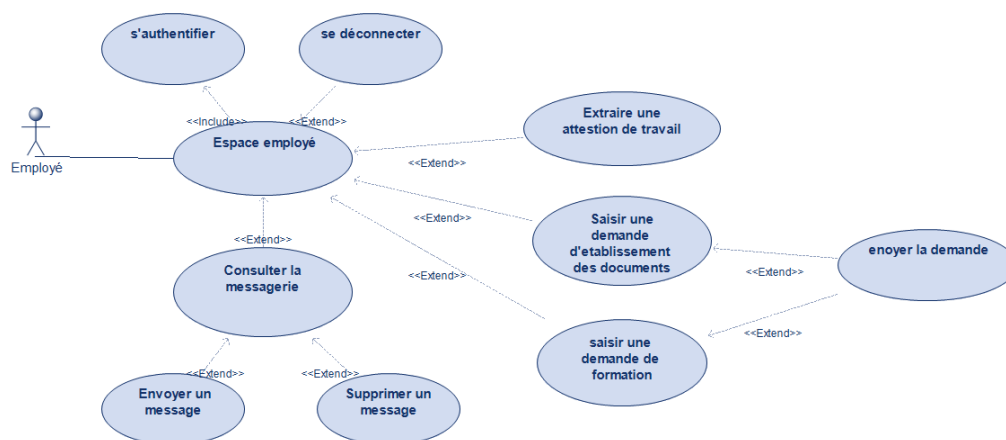 s'authentifier
se déconnecter
<<Include>>
<<Extend>>
Extraire une
attestion de travail
Employé
Espace employé
<<Extend>>
<<Extend>>
Saisir une
demande
d'etablissement
des documents
enoyer la demande
<<Extend>>
<<Extend>>
<<Extend>>
Consulter la
messagerie
<<Extend>>
saisir une
demande de
formation
<<Extend>>
<<Extend>>
Envoyer un
message
Supprimer un
message